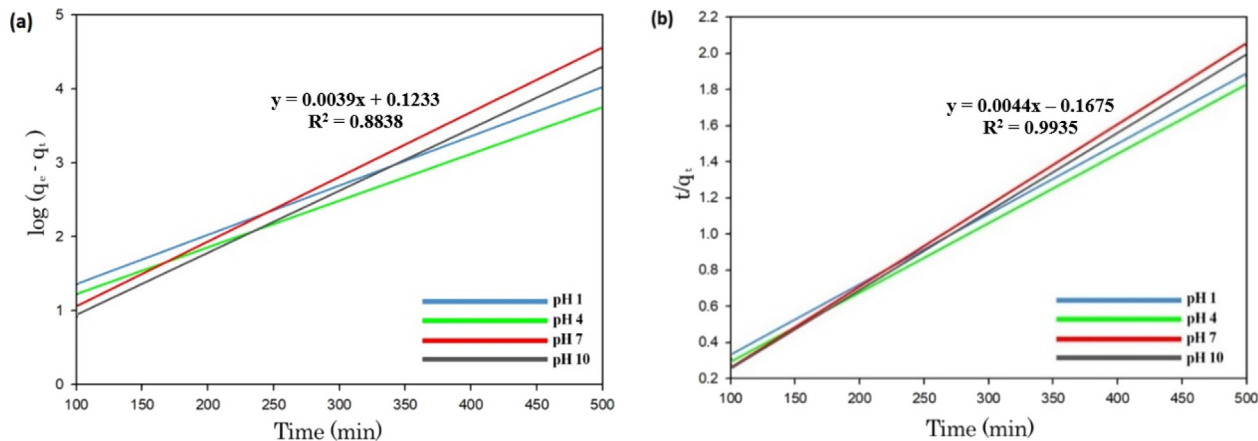 (a)
5
4
3
2
1
0
log (qₑ - qₜ)
y = 0.0039x + 0.1233
R² = 0.8838
pH 1
pH 4
pH 7
pH 10
100 150 200 250 300 350 400 450 500
Time (min)
(b)
2.2
2.0
1.8
1.6
1.4
1.2
1.0
0.8
0.6
0.4
0.2
t/qₜ
y = 0.0044x – 0.1675
R² = 0.9935
pH 1
pH 4
pH 7
pH 10
100 150 200 250 300 350 400 450 500
Time (min)